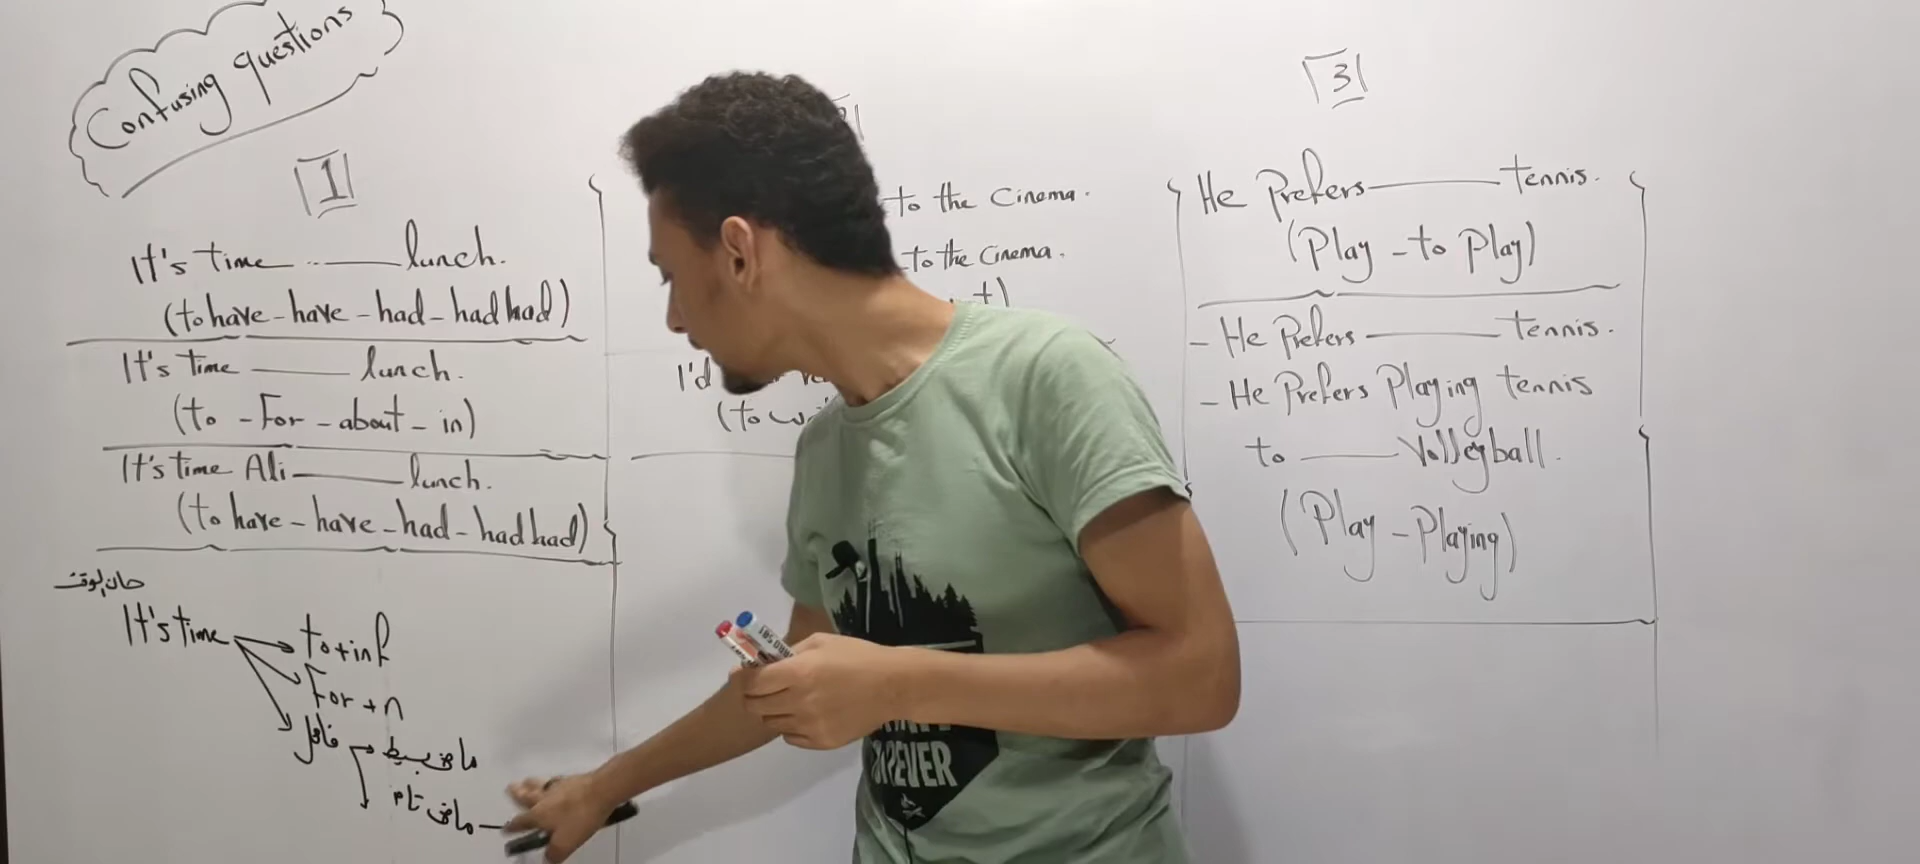 Confusing questions
1
It's time lunch.
(to have - have - had - had had)
It's time lunch.
(to - For - about - in)
It's time Ali lunch.
(to have - have - had - had had)
حان الوقت
It's time
to + inf
For + n
فاعل
ماضي بسيط
ماضي تام
to the Cinema.
to the Cinema.
I'd
(to
3
He Prefers tennis.
(Play - to Play)
- He Prefers tennis.
- He Prefers Playing tennis
to Volleyball.
(Play - Playing)